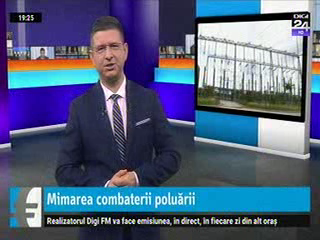 19:25
DIGI 24
HD
Mimarea combaterii poluării
Realizatorul Digi FM va face emisiunea, în direct, în fiecare zi din alt oraș